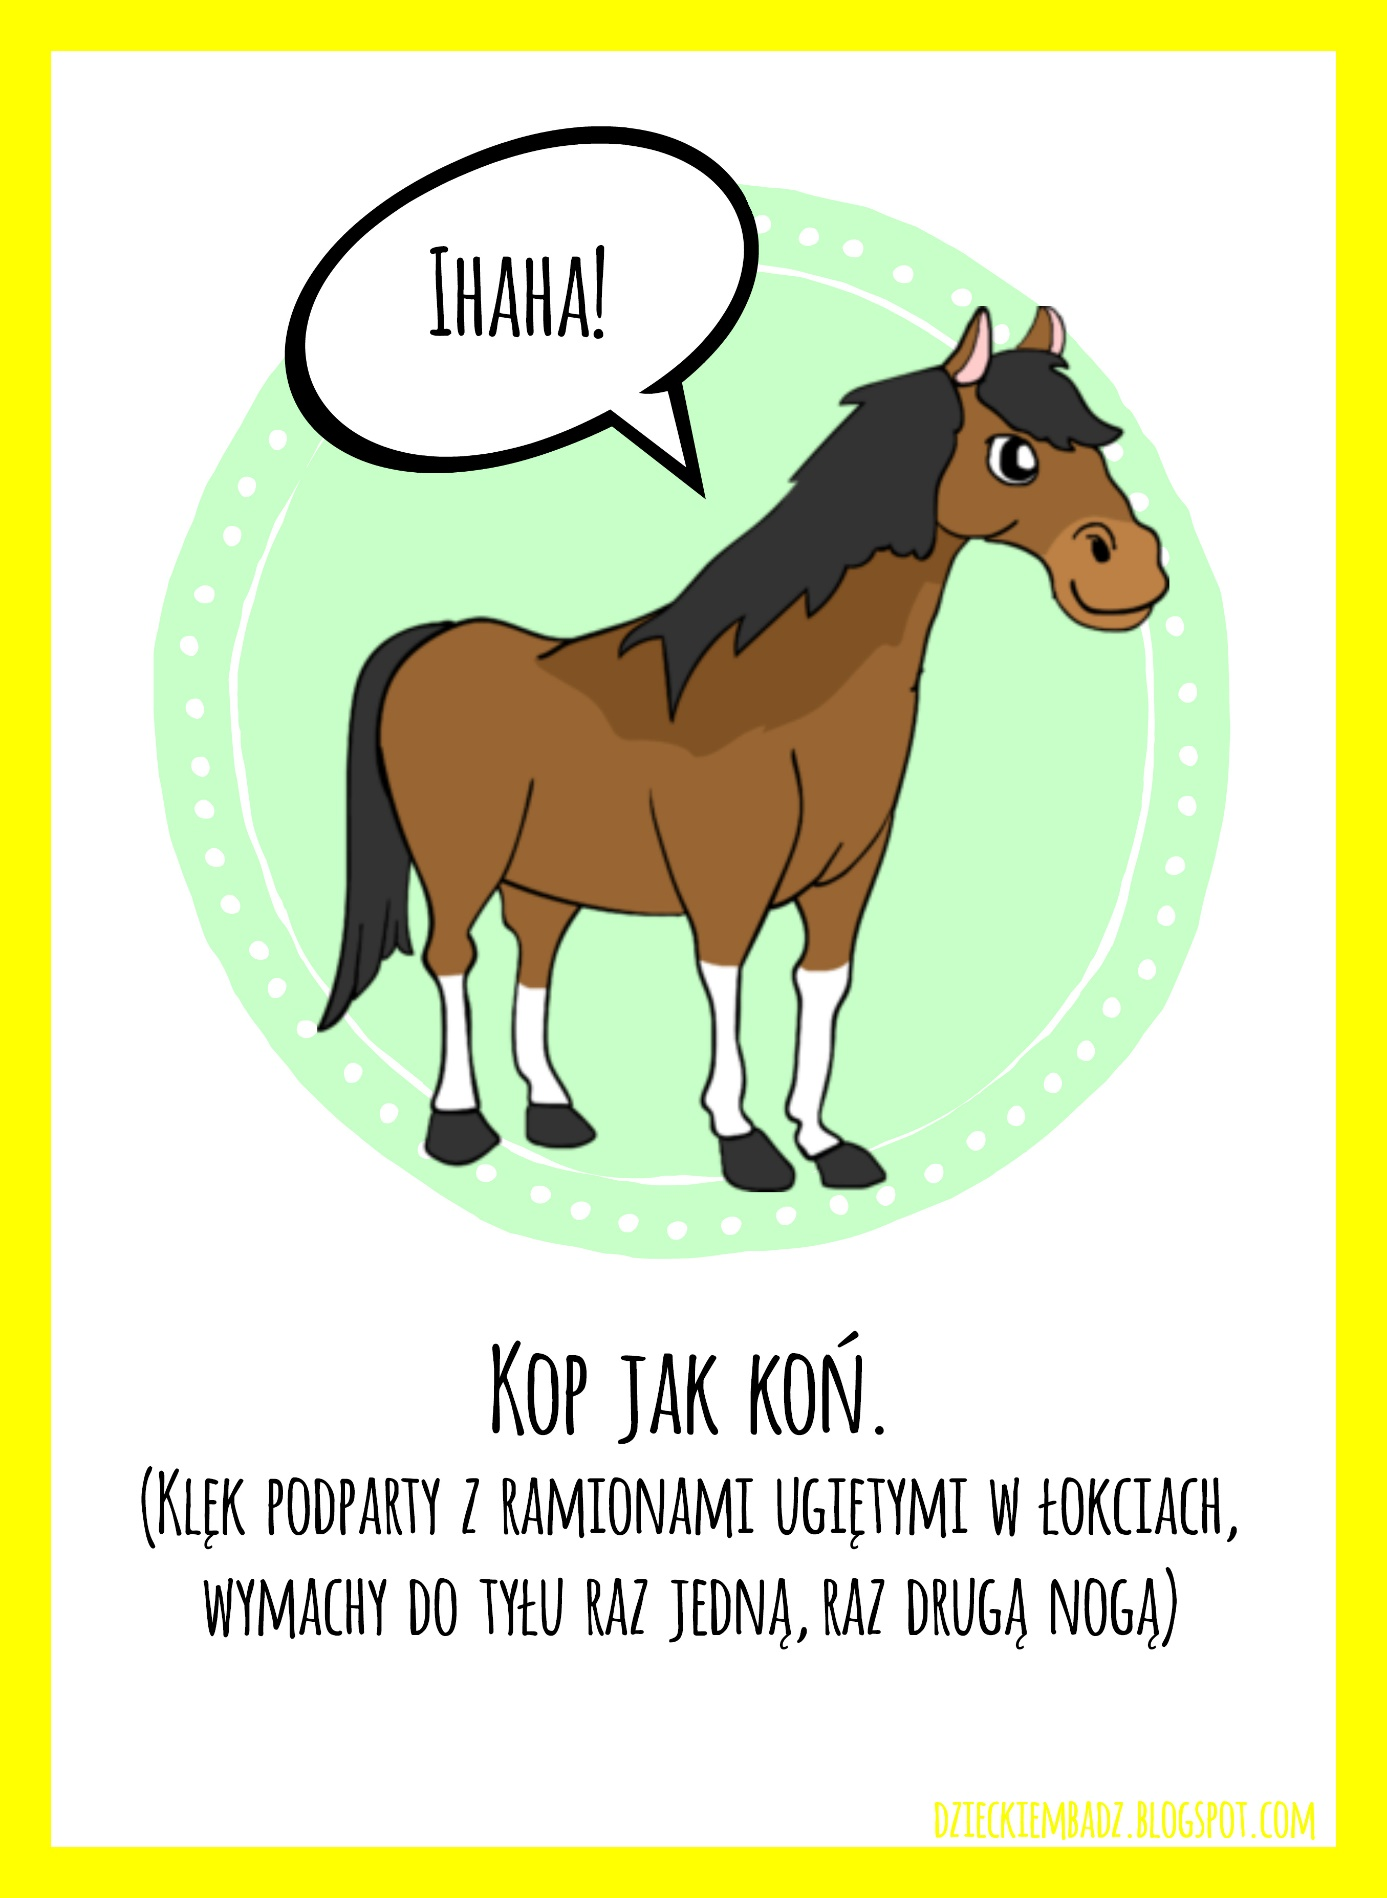 Ihaha!
Kop jak koń.
(Klęk podparty z ramionami ugiętymi w łokciach,
wymachy do tyłu raz jedną, raz drugą nogą)
dzieckiembadz.blogspot.com